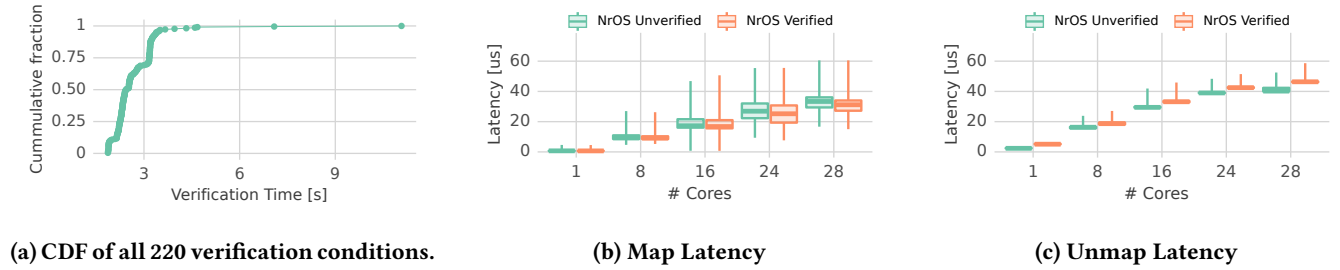 Cummulative fraction
1
0.75
0.50
0.25
0
3
6
9
Verification Time [s]
(a) CDF of all 220 verification conditions.
NrOS Unverified
NrOS Verified
Latency [us]
60
40
20
0
1
8
16
24
28
# Cores
(b) Map Latency
NrOS Unverified
NrOS Verified
Latency [us]
60
40
20
0
1
8
16
24
28
# Cores
(c) Unmap Latency